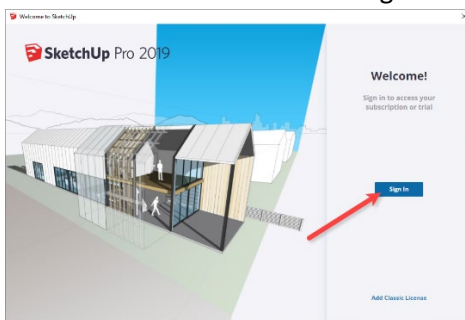 Welcome to SketchUp
SketchUp Pro 2019
Welcome!
Sign in to access your
subscription or trial
Sign In
Add Classic License